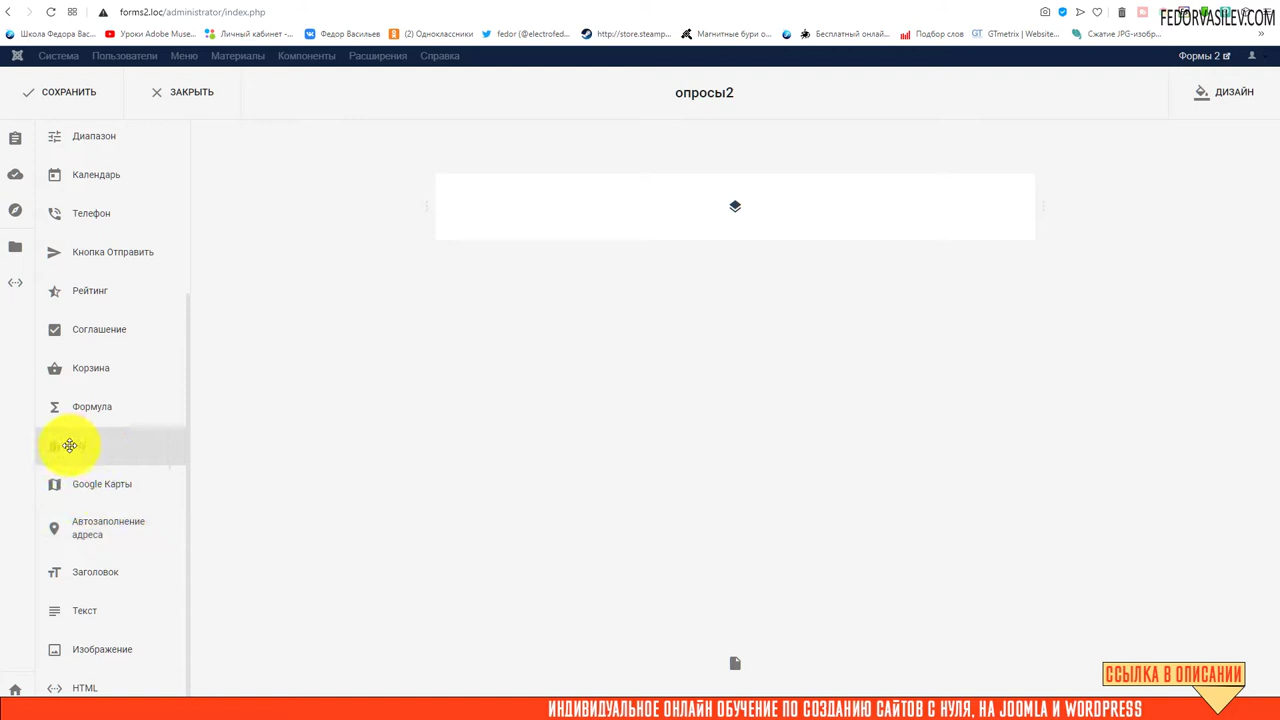 forms2.loc/administrator/index.php
FEDORVASILEV.COM
Школа Федора Вас...
Уроки Adobe Muse...
Личный кабинет -...
Федор Васильев
(2) Одноклассники
fedor (@electrofed...
http://store.steamp...
Магнитные бури о...
Бесплатный онлай...
Подбор слов
GTmetrix | Website...
Сжатие JPG-изобр...
Система
Пользователи
Меню
Материалы
Компоненты
Расширения
Справка
Формы 2
СОХРАНИТЬ
ЗАКРЫТЬ
опросы2
ДИЗАЙН
Диапазон
Календарь
Телефон
Кнопка Отправить
Рейтинг
Соглашение
Корзина
Формула
Google Карты
Автозаполнение
адреса
Заголовок
Текст
Изображение
HTML
ССЫЛКА В ОПИСАНИИ
ИНДИВИДУАЛЬНОЕ ОНЛАЙН ОБУЧЕНИЕ ПО СОЗДАНИЮ САЙТОВ С НУЛЯ, НА JOOMLA И WORDPRESS